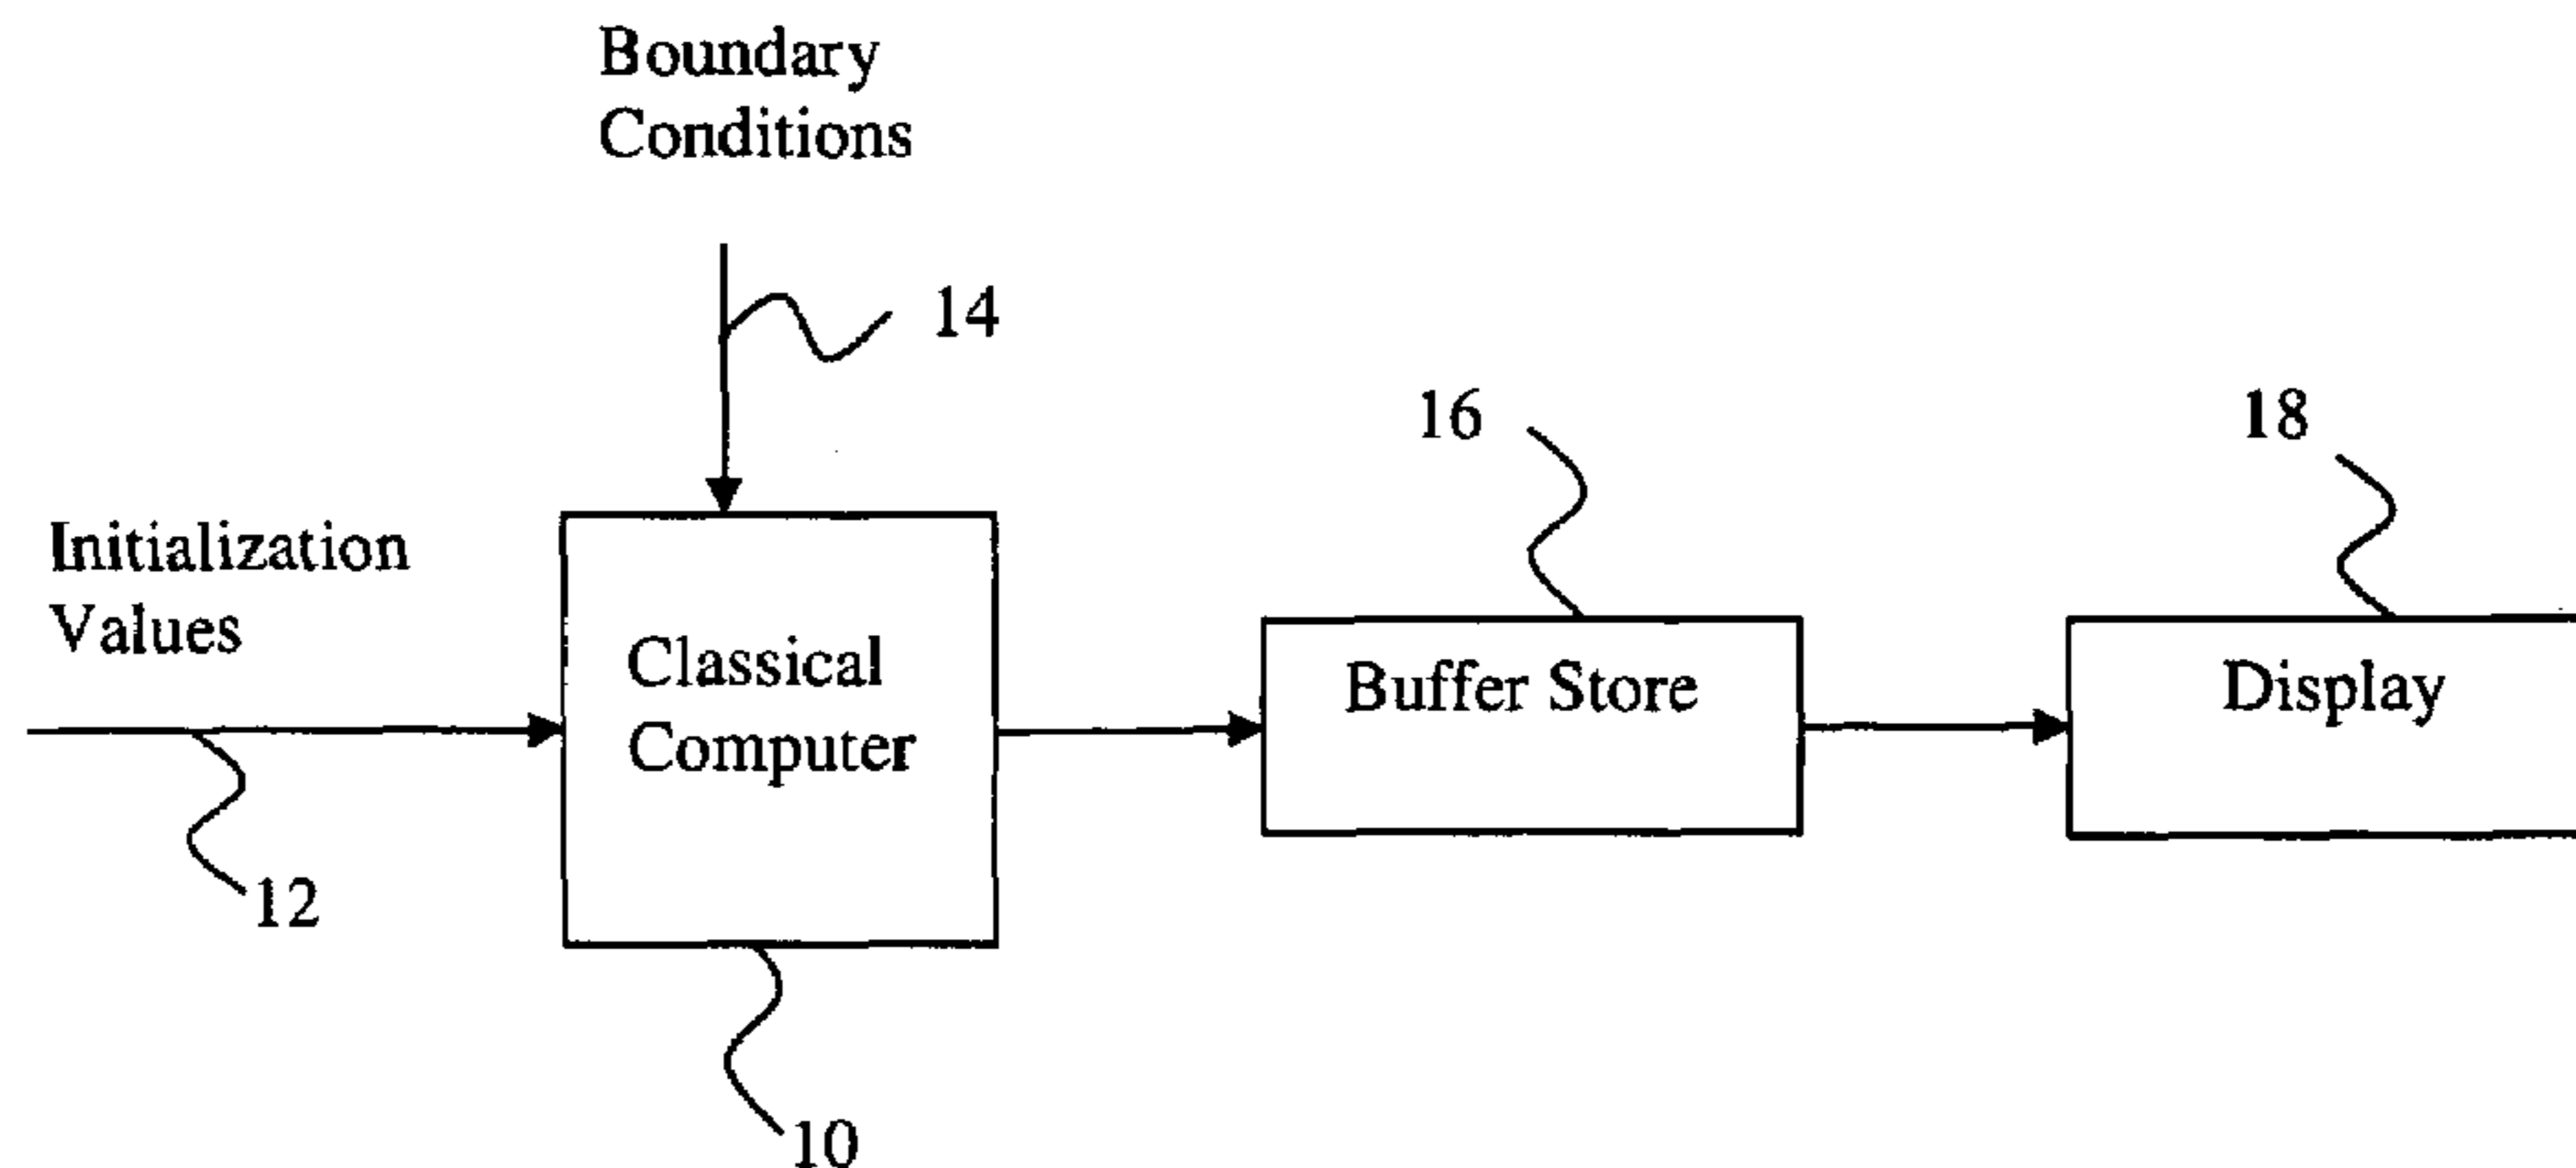 Boundary
Conditions
14
16
18
Initialization
Values
Classical
Computer
Buffer Store
Display
12
10